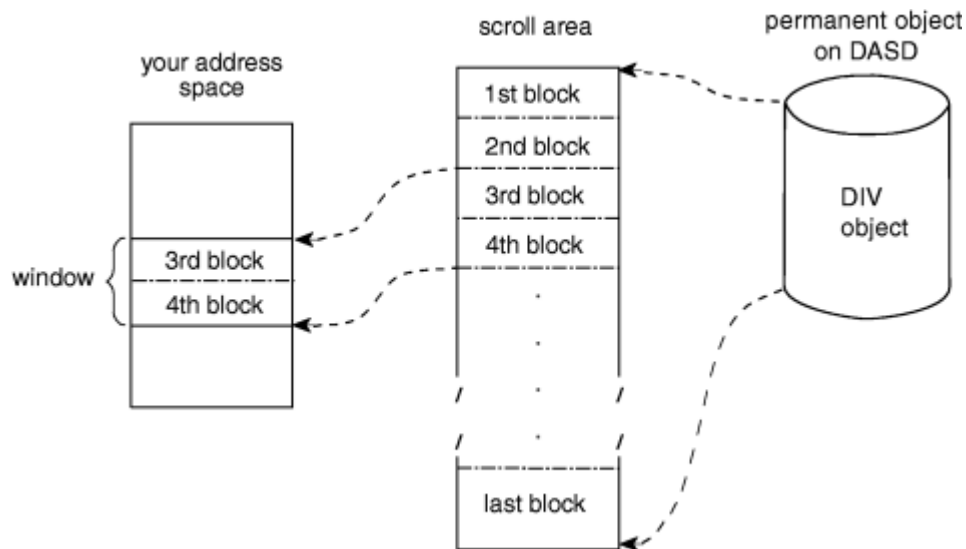 your address
space
window
3rd block
4th block
scroll area
1st block
2nd block
3rd block
4th block
last block
permanent object
on DASD
DIV
object